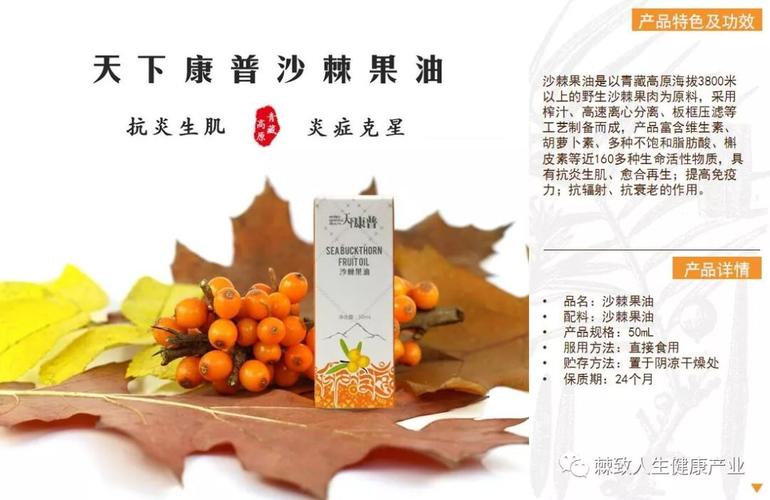 天下康普沙棘果油
抗炎生肌
青藏高原
炎症克星
天康普
SEABUCKTHORN
FRUIT OIL
沙棘果油
产品特色及功效
沙棘果油是以青藏高原海拔3800米
以上的野生沙棘果肉为原料，采用
榨汁、高速离心分离、板框压滤等
工艺制备而成，产品富含维生素、
胡萝卜素、多种不饱和脂肪酸、槲
皮素等近160多种生命活性物质，具
有抗炎生肌、愈合再生；提高免疫
力；抗辐射、抗衰老的作用。
产品详情
• 品名：沙棘果油
• 配料：沙棘果油
• 产品规格：50mL
• 服用方法：直接食用
• 贮存方法：置于阴凉干燥处
• 保质期：24个月
棘致人生健康产业